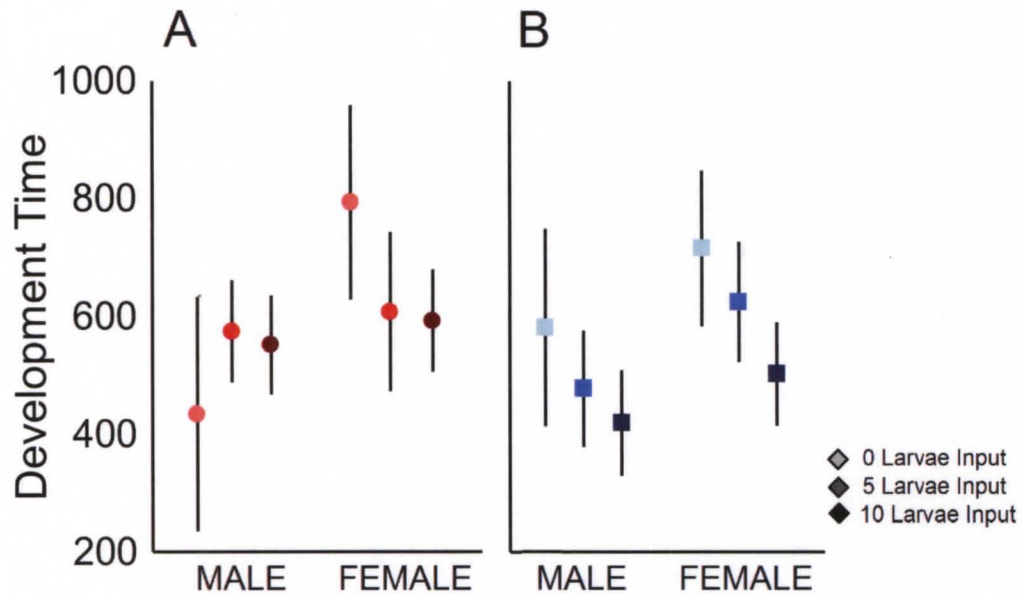 A
B
Development Time
1000
800
600
400
200
MALE
FEMALE
MALE
FEMALE
0 Larvae Input
5 Larvae Input
10 Larvae Input